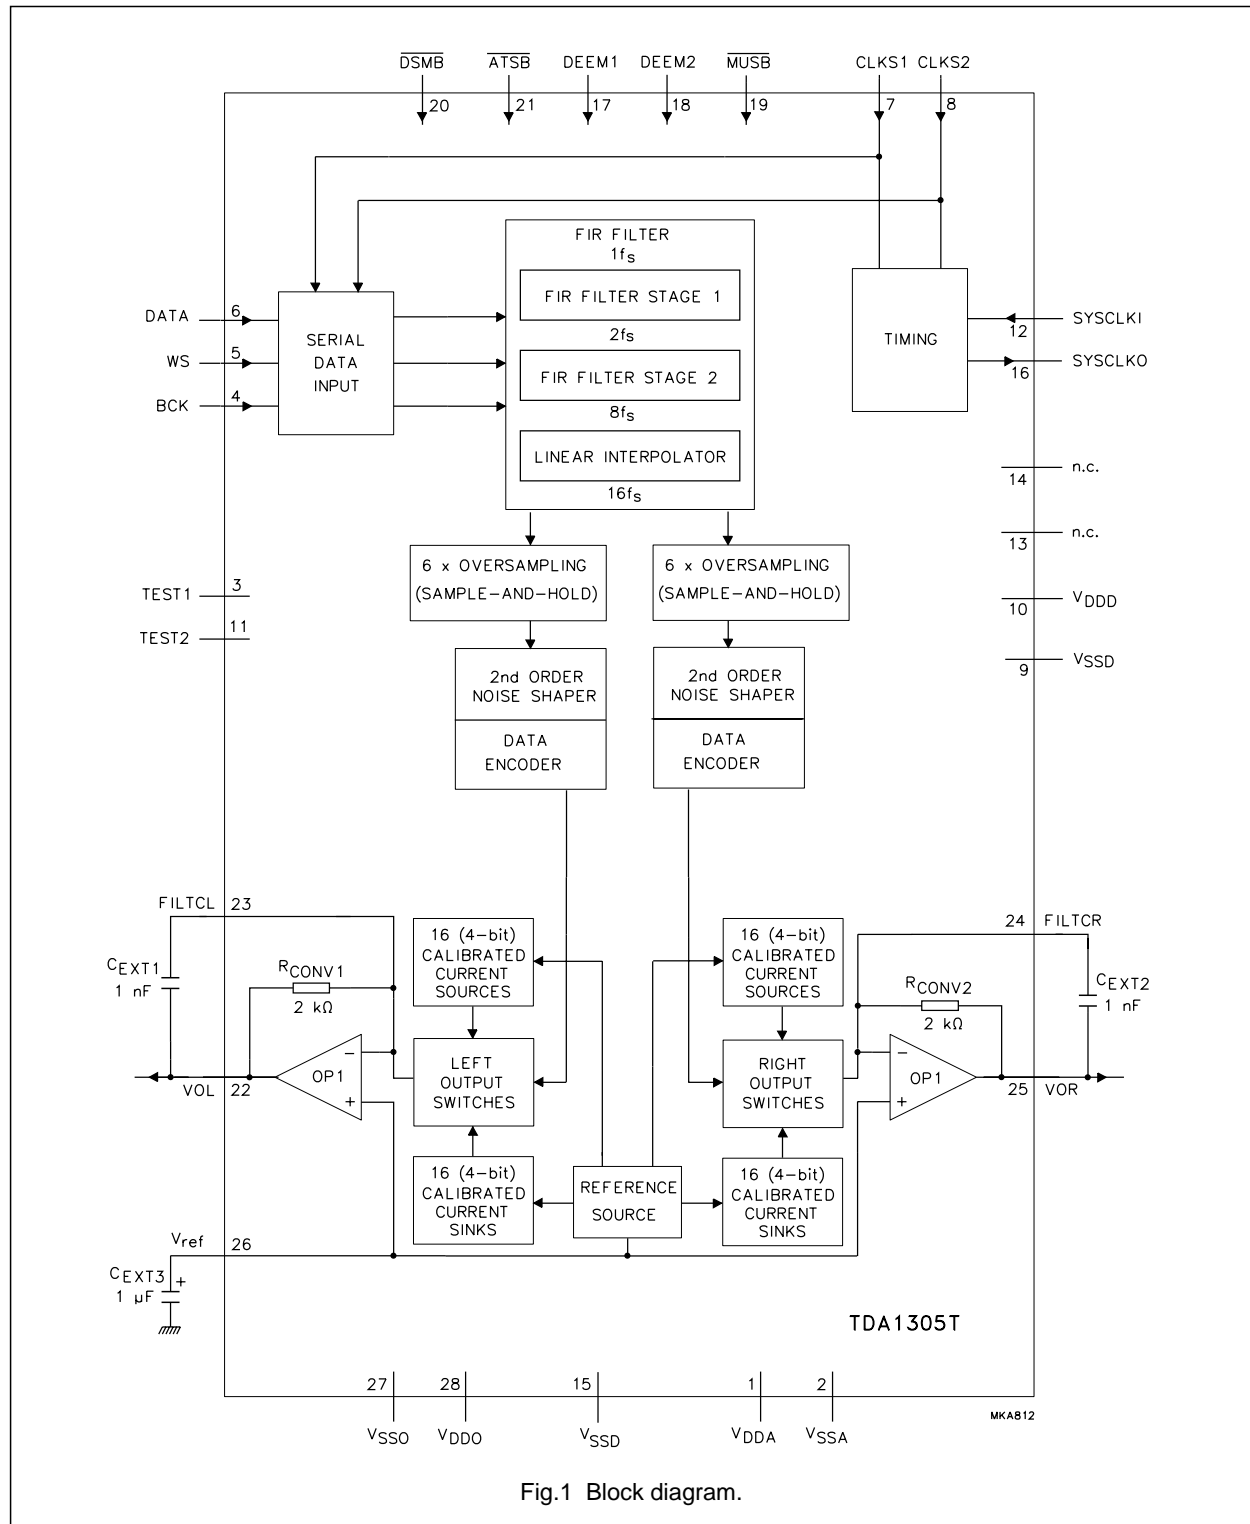 DSMB ATSB DEEM1 DEEM2 MUSB CLKS1 CLKS2
20 21 17 18 19 7 8
FIR FILTER
1fs
FIR FILTER STAGE 1
2fs
FIR FILTER STAGE 2
8fs
LINEAR INTERPOLATOR
16fs
DATA 6
WS 5
BCK 4
SERIAL
DATA
INPUT
TIMING
12 SYSCLKI
16 SYSCLKO
14 n.c.
13 n.c.
10 VDDD
9 VSSD
TEST1 3
TEST2 11
6 x OVERSAMPLING
(SAMPLE-AND-HOLD)
6 x OVERSAMPLING
(SAMPLE-AND-HOLD)
2nd ORDER
NOISE SHAPER
DATA
ENCODER
2nd ORDER
NOISE SHAPER
DATA
ENCODER
FILTCL 23
CEXT1
1 nF
RCONV1
2 kΩ
16 (4-bit)
CALIBRATED
CURRENT
SOURCES
16 (4-bit)
CALIBRATED
CURRENT
SOURCES
24 FILTCR
RCONV2
2 kΩ
CEXT2
1 nF
VOL 22
−
OP1
+
LEFT
OUTPUT
SWITCHES
RIGHT
OUTPUT
SWITCHES
−
OP1
+
25 VOR
16 (4-bit)
CALIBRATED
CURRENT
SINKS
REFERENCE
SOURCE
16 (4-bit)
CALIBRATED
CURRENT
SINKS
Vref 26
CEXT3 +
1 µF
TDA1305T
27 28 15 1 2
VSSO VDDO VSSD VDDA VSSA
MKA812
Fig.1 Block diagram.